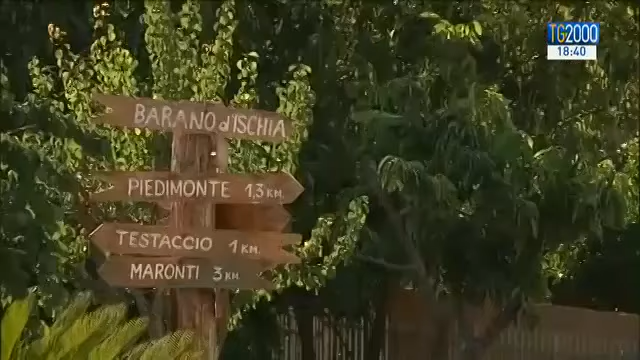 TG2000
18:40
BARANO d'ISCHIA
PIEDIMONTE 1,3 KM.
TESTACCIO 1 KM.
MARONTI 3 KM.